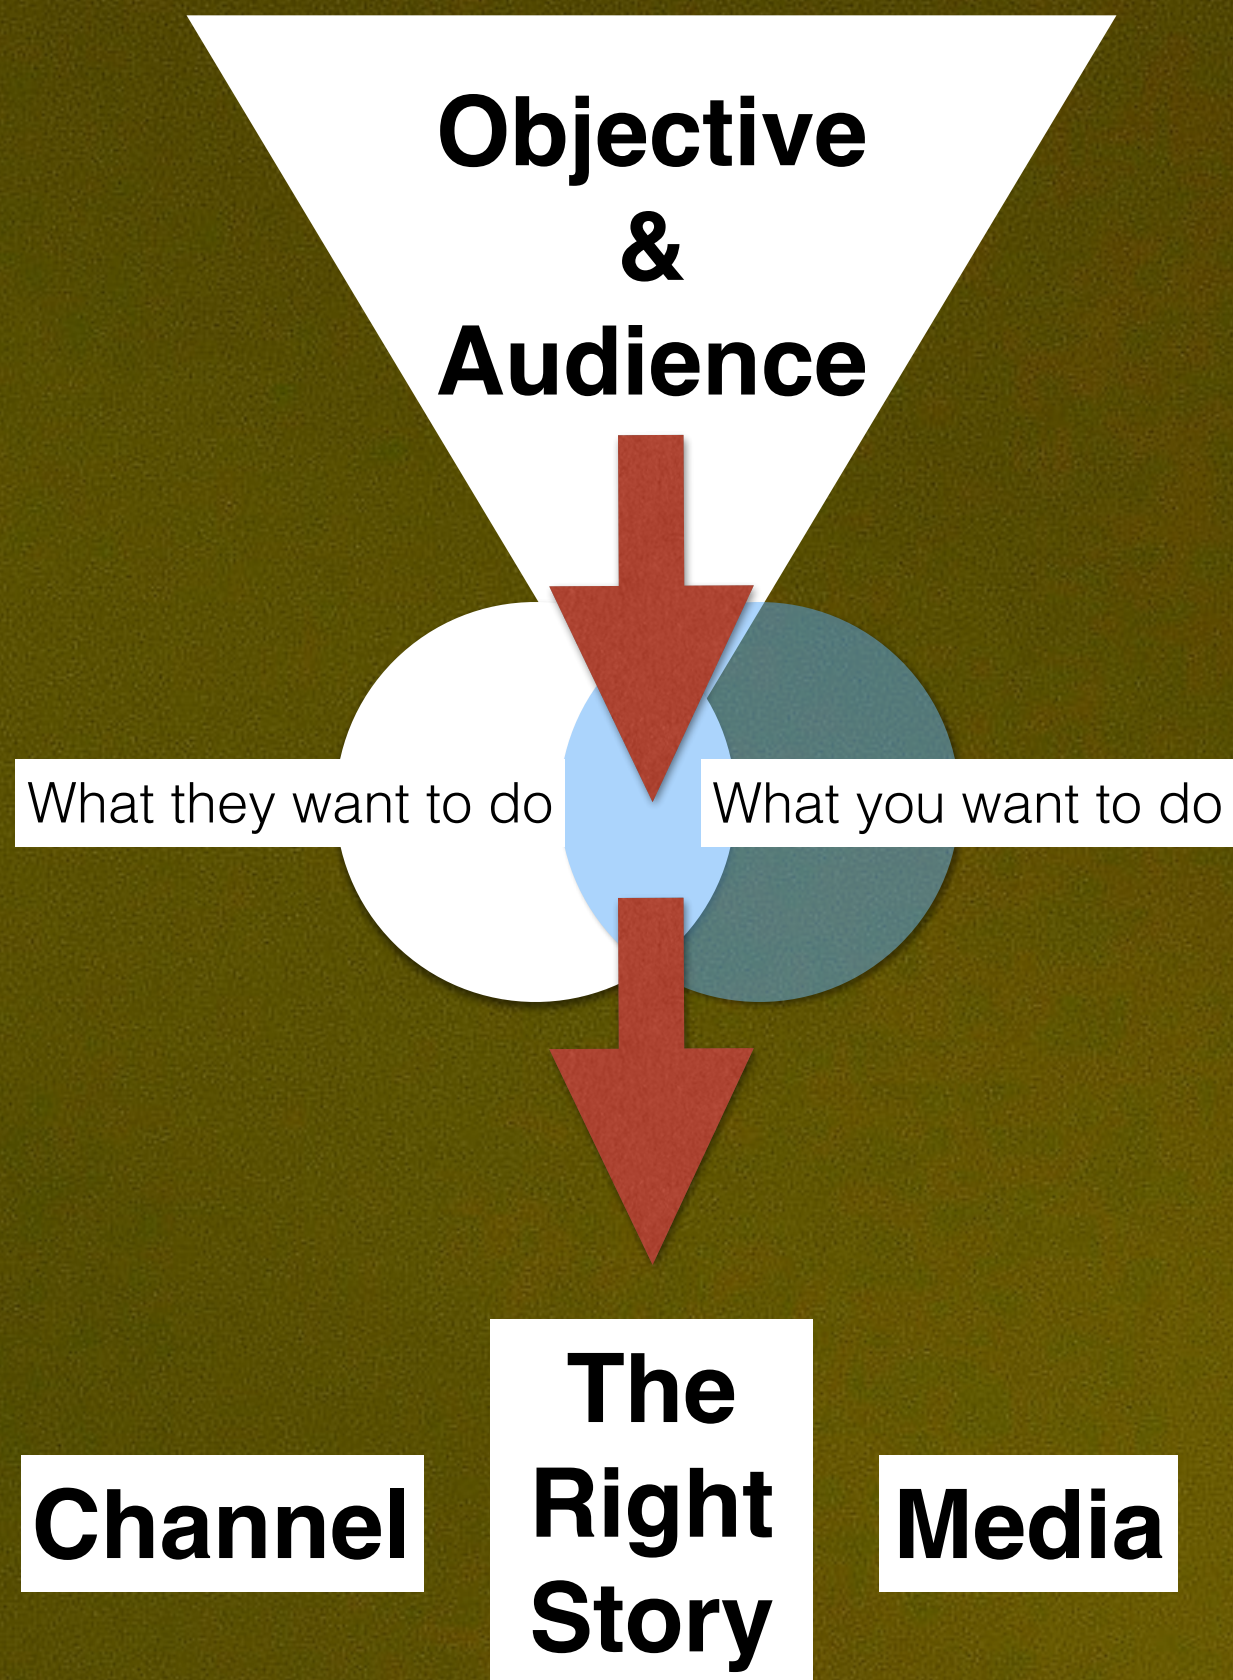 Objective
&
Audience
What they want to do
What you want to do
The
Right
Story
Channel
Media